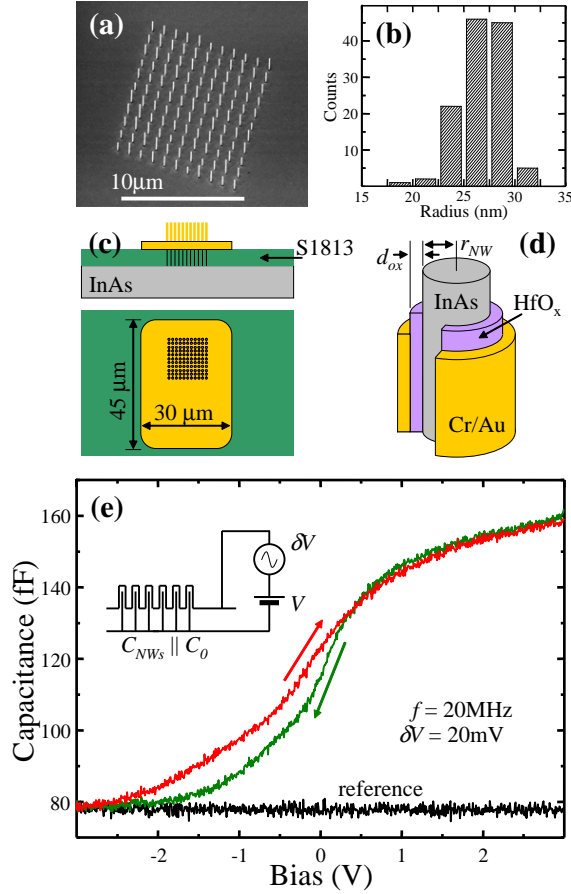 (a)
10μm
(b)
Counts
40
20
0
15
20
25
30
35
Radius (nm)
(c)
S1813
InAs
45 μm
30 μm
(d)
r_NW
d_ox
InAs
HfO_x
Cr/Au
(e)
Capacitance (fF)
160
140
120
100
80
δV
V
C_NWs || C_0
f = 20MHz
δV = 20mV
reference
-2
-1
0
1
2
3
Bias (V)